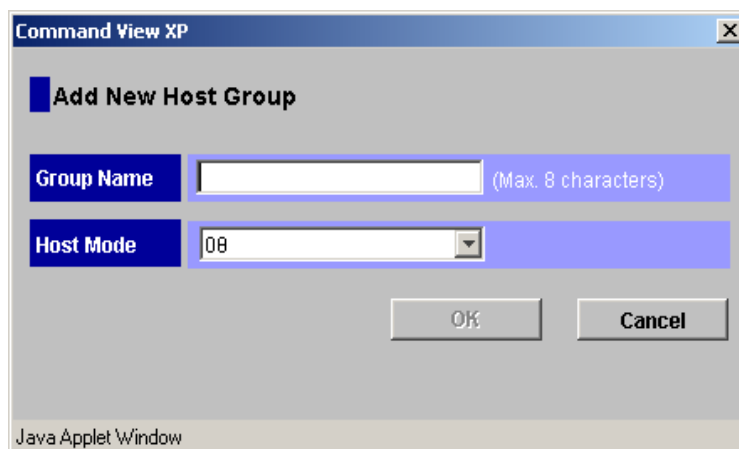 Command View XP
Add New Host Group
Group Name (Max. 8 characters)
Host Mode 08
OK Cancel
Java Applet Window